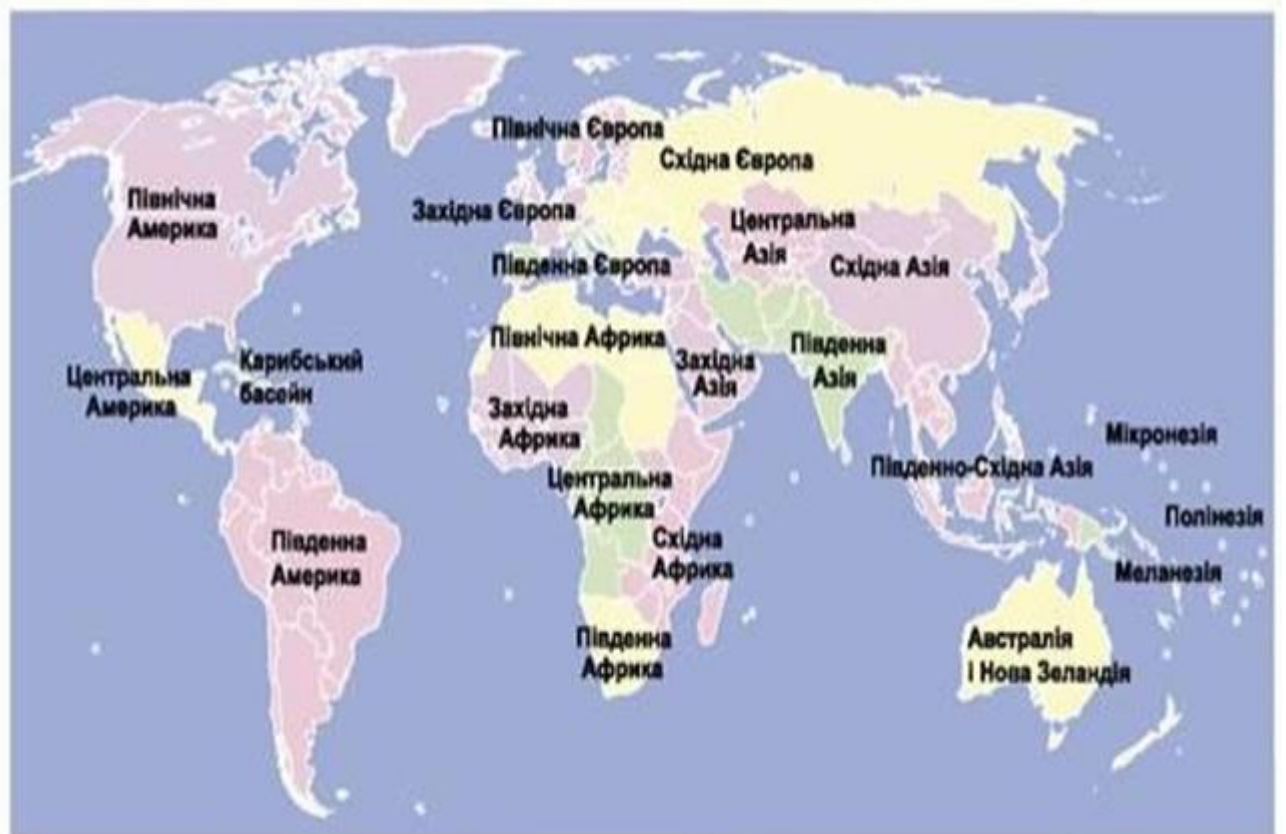 Північна Європа
Східна Європа
Північна
Америка
Західна Європа
Центральна
Азія
Східна Азія
Південна Європа
Північна Африка
Західна
Азія
Південна
Азія
Карибський
басейн
Центральна
Америка
Західна
Африка
Мікронезія
Південно-Східна Азія
Центральна
Африка
Полінезія
Південна
Америка
Східна
Африка
Меланезія
Південна
Африка
Австралія
і Нова Зеландія